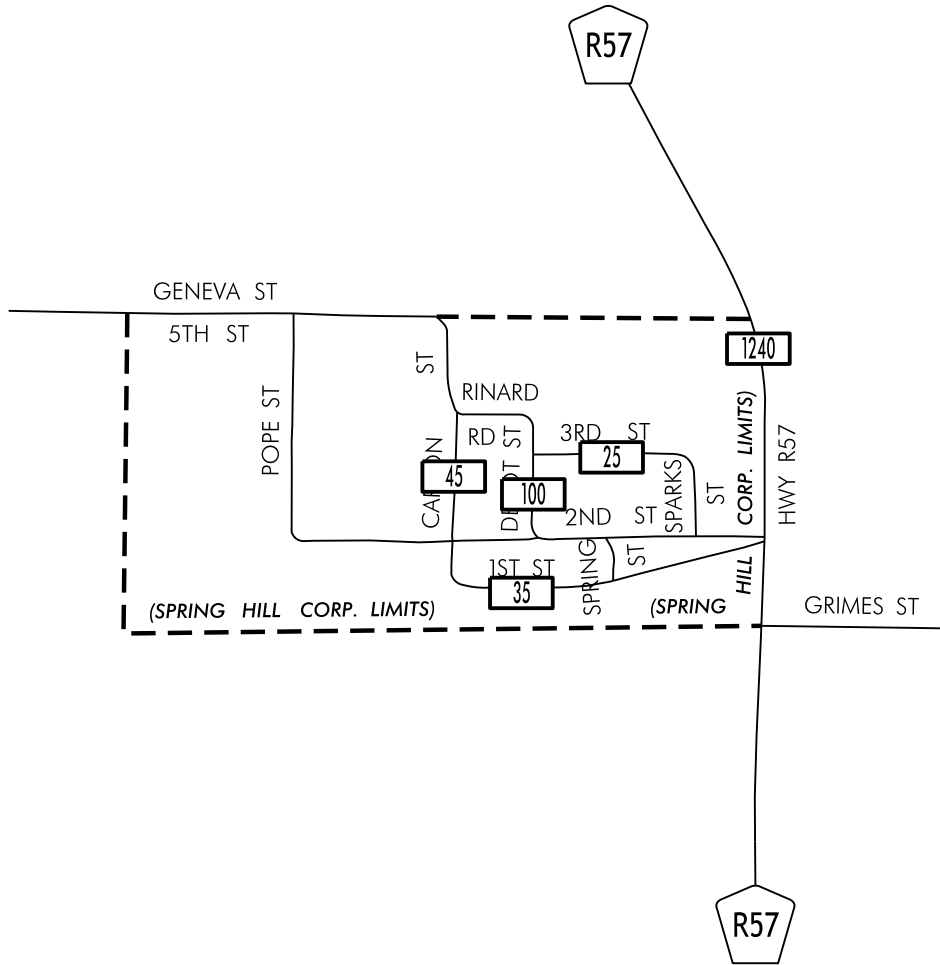 R57
GENEVA ST
5TH ST
1240
ST
POPE ST
RINARD
RD
3RD ST
25
45
100
SPARKS
ST
(SPRING HILL CORP. LIMITS)
HWY R57
2ND ST
1ST ST
35
SPRING
ST
(SPRING HILL CORP. LIMITS)
GRIMES ST
R57